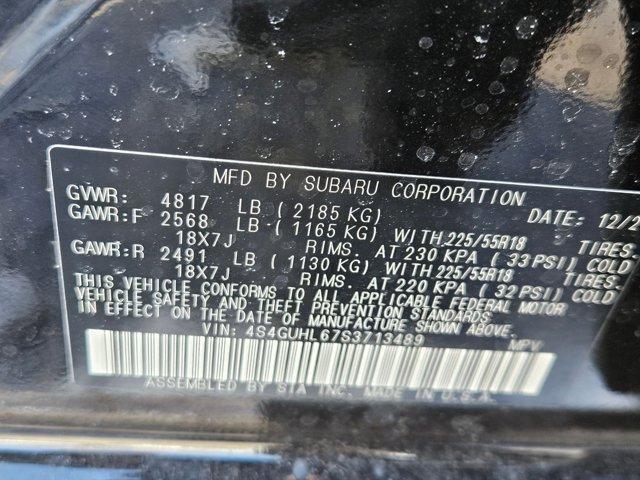 MFD BY SUBARU CORPORATION DATE: 12/2
GVWR: 4817 LB ( 2185 KG)
GAWR:F 2568 LB ( 1165 KG) WITH 225/55R18 TIRES.
18X7J RIMS. AT 230 KPA ( 33 PSI) COLD
GAWR:R 2491 LB ( 1130 KG) WITH 225/55R18 TIRES.
18X7J RIMS. AT 220 KPA ( 32 PSI) COLD
THIS VEHICLE CONFORMS TO ALL APPLICABLE FEDERAL MOTOR
VEHICLE SAFETY AND THEFT PREVENTION STANDARDS
IN EFFECT ON THE DATE OF MANUFACTURE SHOWN ABOVE.
VIN: 4S4GUHL67S3713489 MPV
ASSEMBLED BY SIA INC. MADE IN U.S.A.